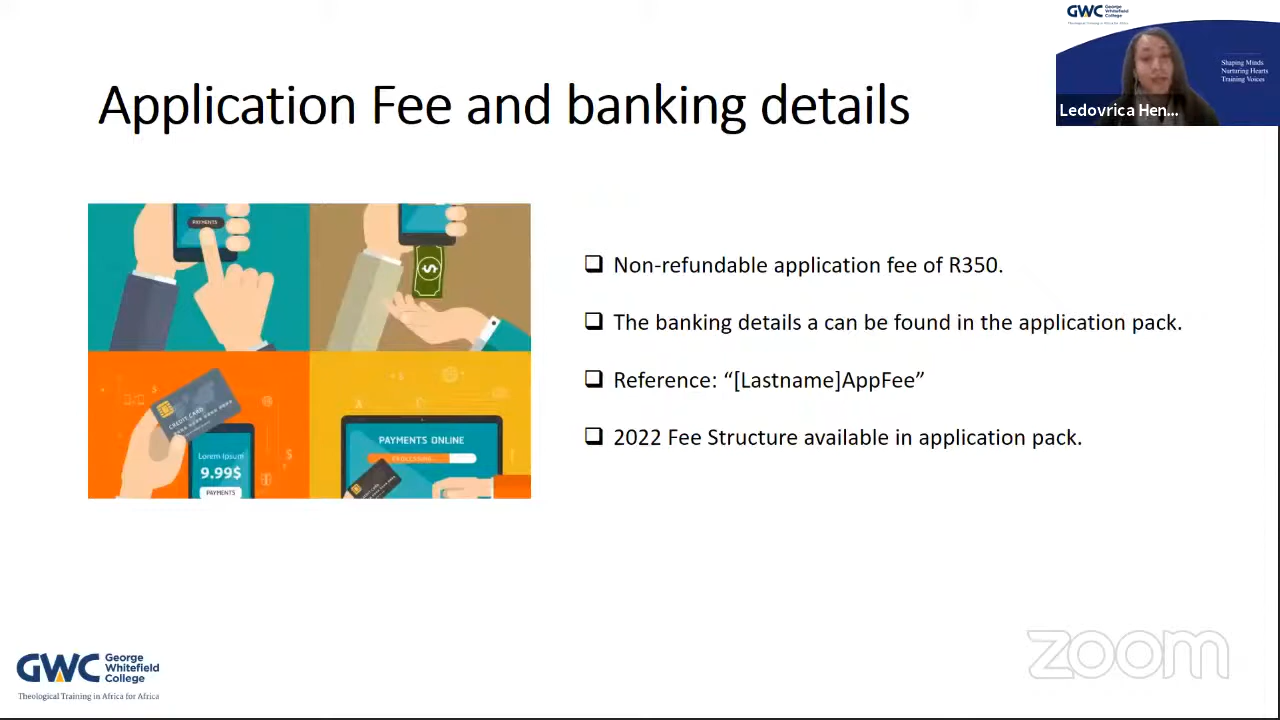 GWC George Whitefield College
Shaping Minds
Nurturing Hearts
Training Voices
Ledovrica Hen...
Application Fee and banking details
PAYMENTS
CREDIT CARD
Lorem Ipsum
9.99$
PAYMENTS
PAYMENTS ONLINE
❑ Non-refundable application fee of R350.
❑ The banking details a can be found in the application pack.
❑ Reference: “[Lastname]AppFee”
❑ 2022 Fee Structure available in application pack.
GWC George Whitefield College
Theological Training in Africa for Africa
zoom